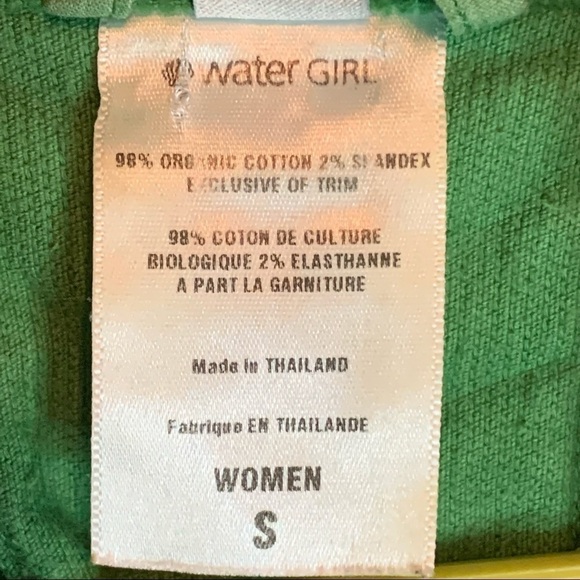 water GIRL
98% ORGANIC COTTON 2% SPANDEX
EXCLUSIVE OF TRIM
98% COTON DE CULTURE
BIOLOGIQUE 2% ELASTHANNE
A PART LA GARNITURE
Made in THAILAND
Fabrique EN THAILANDE
WOMEN
S